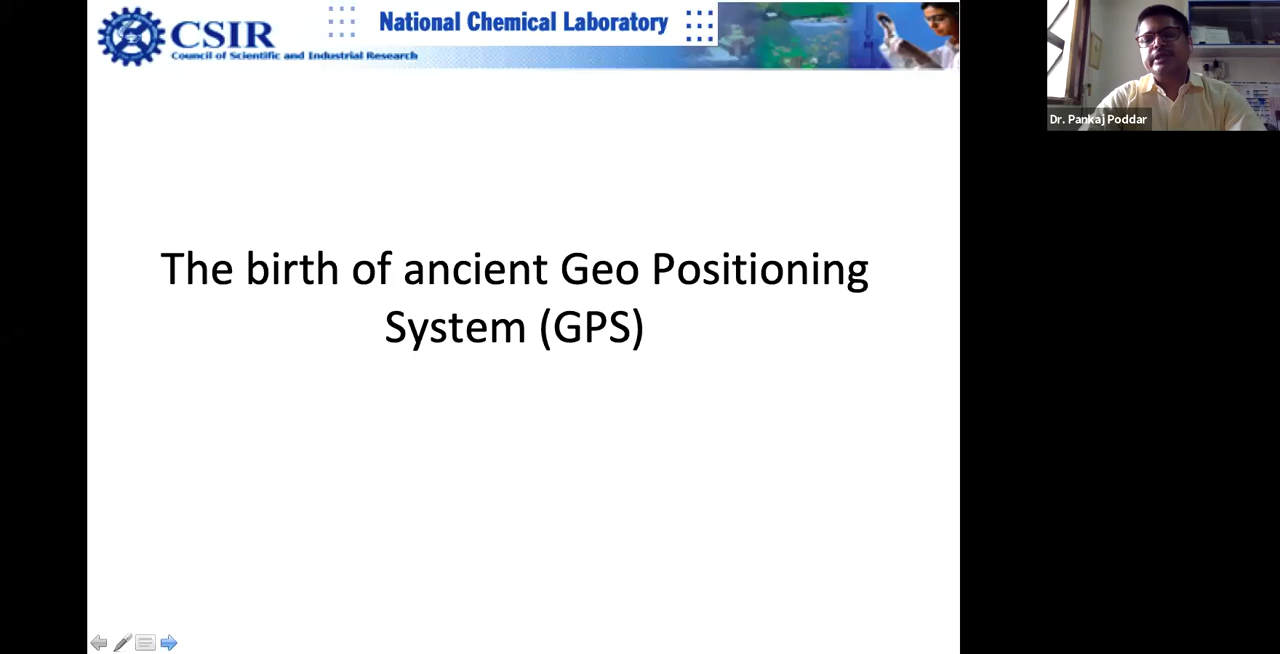 CSIR
Council of Scientific and Industrial Research
National Chemical Laboratory
Dr. Pankaj Poddar
The birth of ancient Geo Positioning
System (GPS)